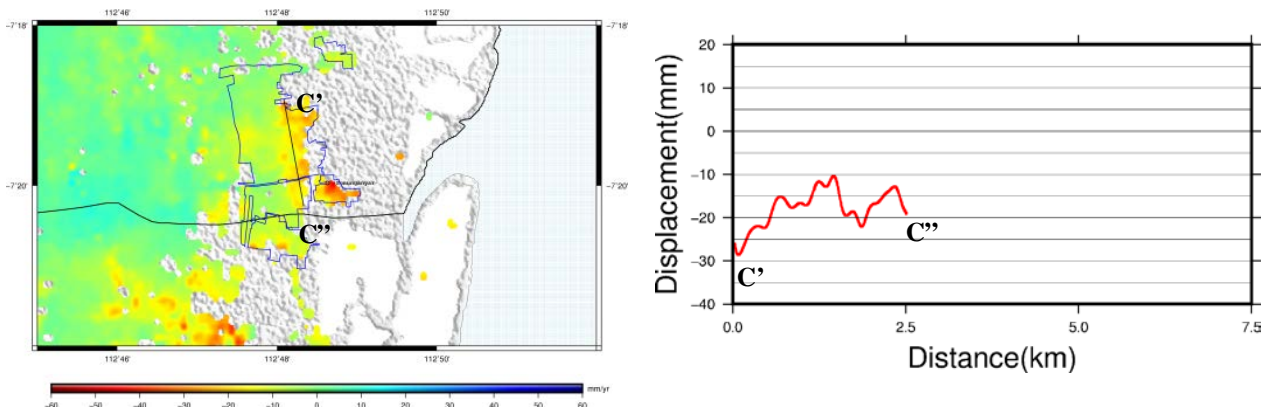 112˚46' 112˚48' 112˚50'
−7˚18' −7˚18'
C'
−7˚20' −7˚20'
C''
112˚46' 112˚48' 112˚50'
mm/yr
−60 −50 −40 −30 −20 −10 0 10 20 30 40 50 60
Displacement(mm)
20
10
0
−10
−20
−30
−40
C''
C'
0.0 2.5 5.0 7.5
Distance(km)